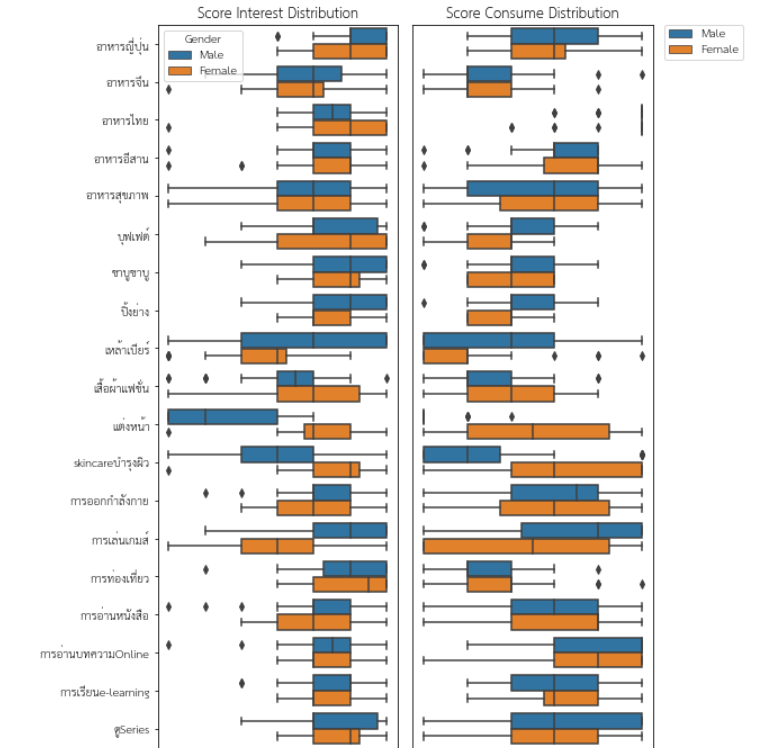 Score Interest Distribution
Score Consume Distribution
Gender
Male
Female
Male
Female
อาหารญี่ปุ่น
อาหารจีน
อาหารไทย
อาหารอีสาน
อาหารสุขภาพ
บุฟเฟต์
ชาบูชาบู
ปิ้งย่าง
เหล้าเบียร์
เสื้อผ้าแฟชั่น
แต่งหน้า
skincareบำรุงผิว
การออกกำลังกาย
การเล่นเกมส์
การท่องเที่ยว
การอ่านหนังสือ
การอ่านบทความOnline
การเรียนe-learning
ดูSeries